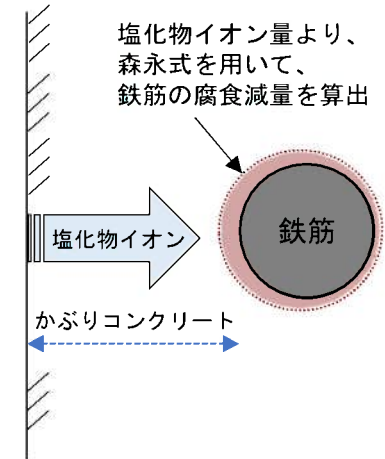 塩化物イオン量より、
森永式を用いて、
鉄筋の腐食減量を算出
塩化物イオン
鉄筋
かぶりコンクリート